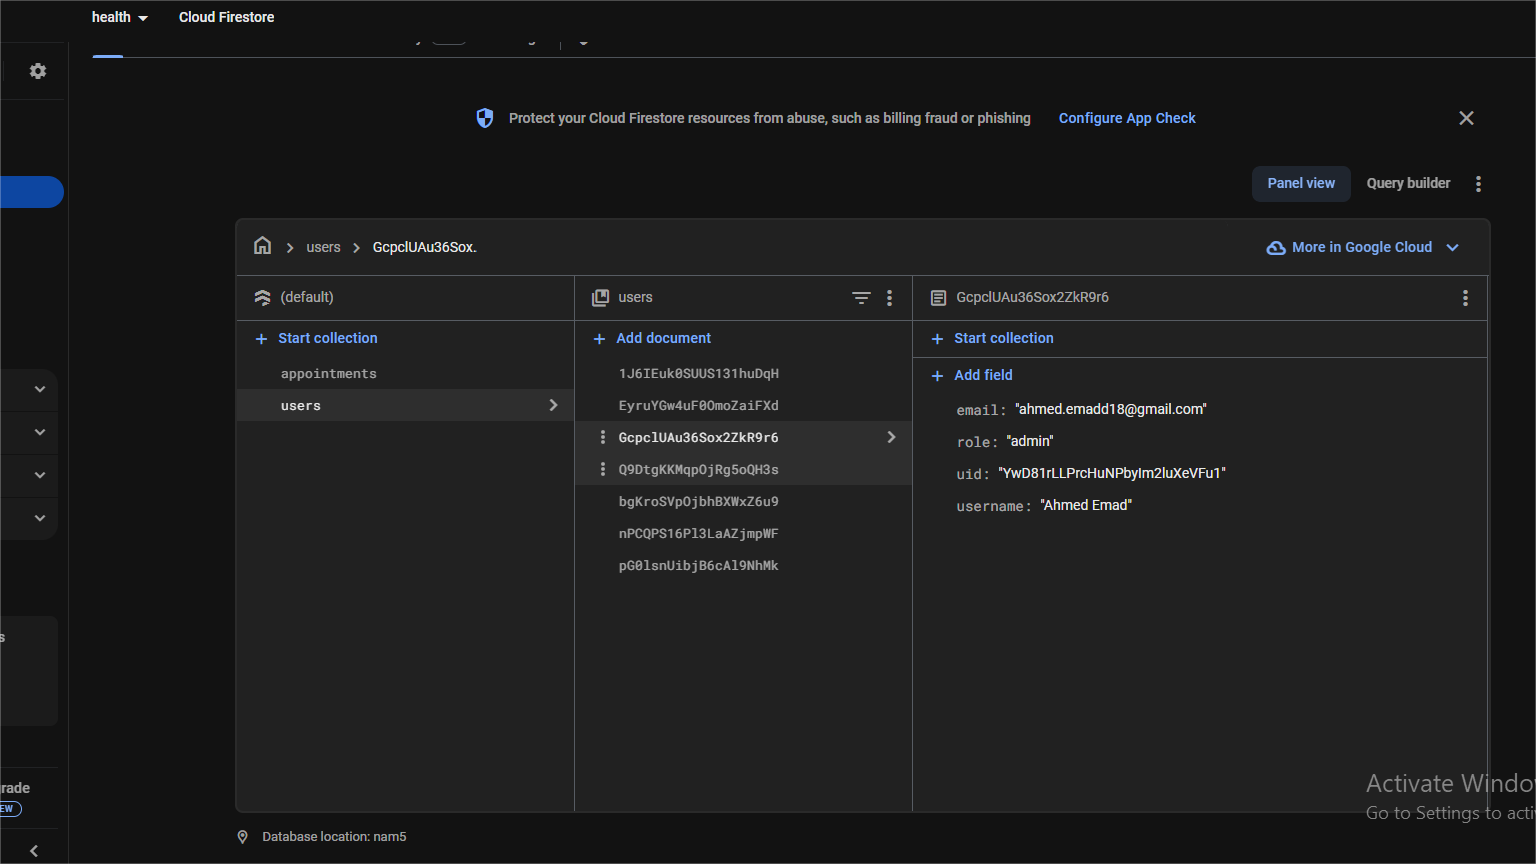 health
Cloud Firestore
Protect your Cloud Firestore resources from abuse, such as billing fraud or phishing
Configure App Check
Panel view
Query builder
users
GcpclUAu36Sox.
More in Google Cloud
(default)
users
GcpclUAu36Sox2ZkR9r6
Start collection
Add document
Start collection
appointments
users
1J6IEuk0SUUS131huDqH
EyruYGw4uF0OmoZaiFXd
GcpclUAu36Sox2ZkR9r6
Q9DtgKKMqpOjRg5oQH3s
bgKroSVpOjbhBXWxZ6u9
nPCQPS16Pl3LaAZjmpWF
pG0lsnUibjB6cAl9NhMk
Add field
email: "ahmed.emadd18@gmail.com"
role: "admin"
uid: "YwD81rLLPrcHuNPbyIm2luXeVFu1"
username: "Ahmed Emad"
s
rade
EW
Activate Windo
Go to Settings to acti
Database location: nam5